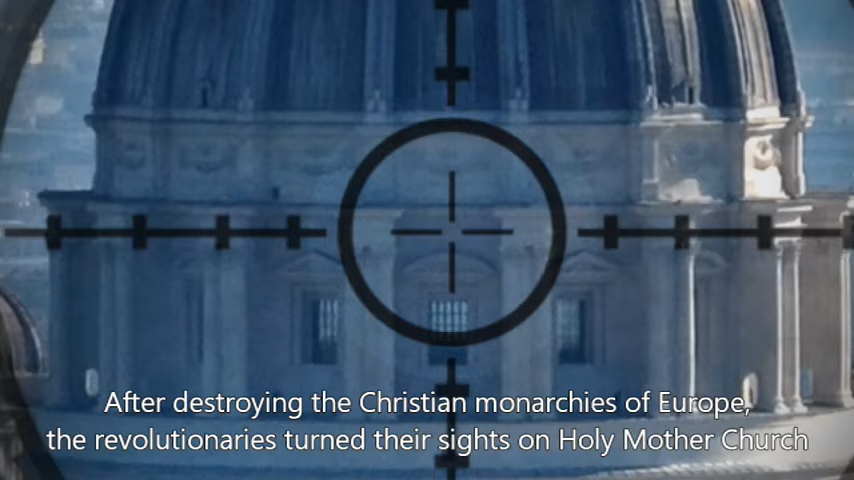 After destroying the Christian monarchies of Europe,
the revolutionaries turned their sights on Holy Mother Church